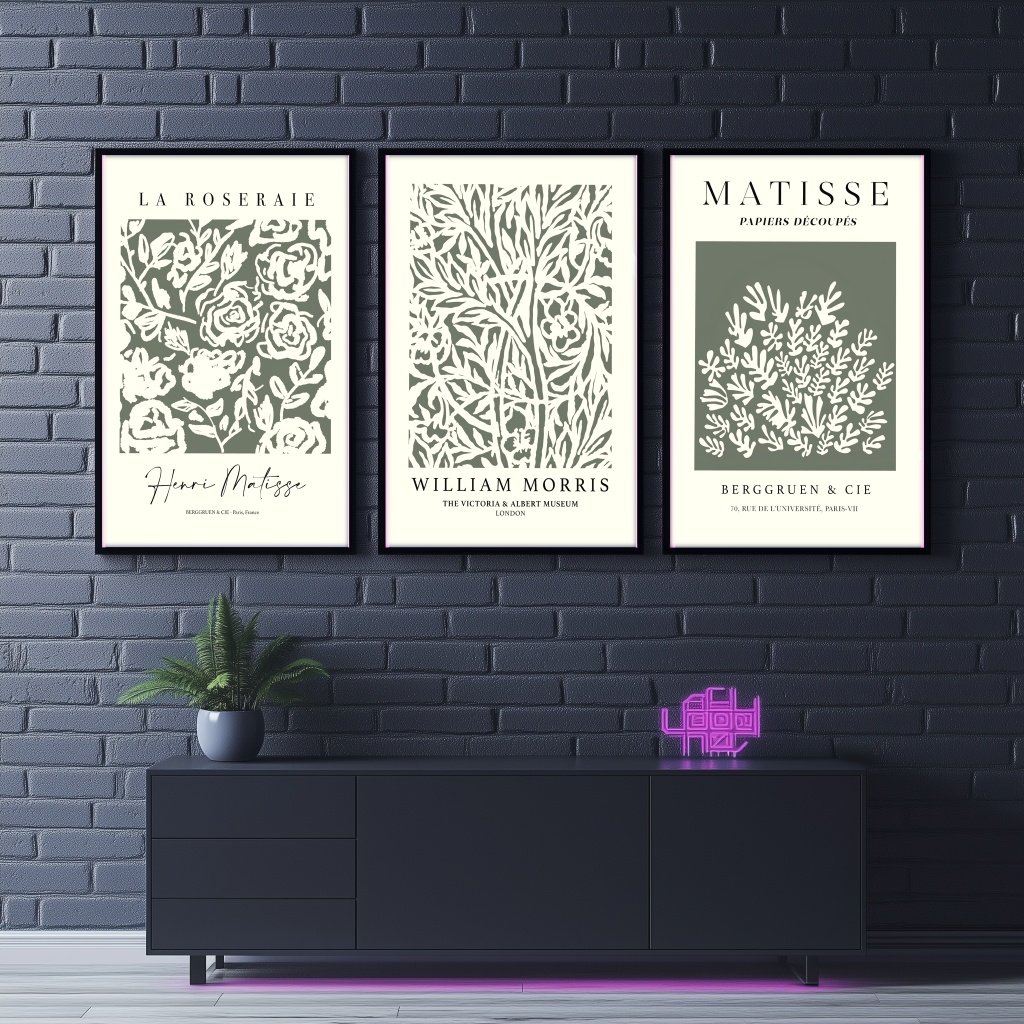 LA ROSERAIE
Henri Matisse
BERGGRUEN & CIE - Paris, France
WILLIAM MORRIS
THE VICTORIA & ALBERT MUSEUM
LONDON
MATISSE
PAPIERS DÉCOUPÉS
BERGGRUEN & CIE
70, RUE DE L'UNIVERSITÉ, PARIS-VII